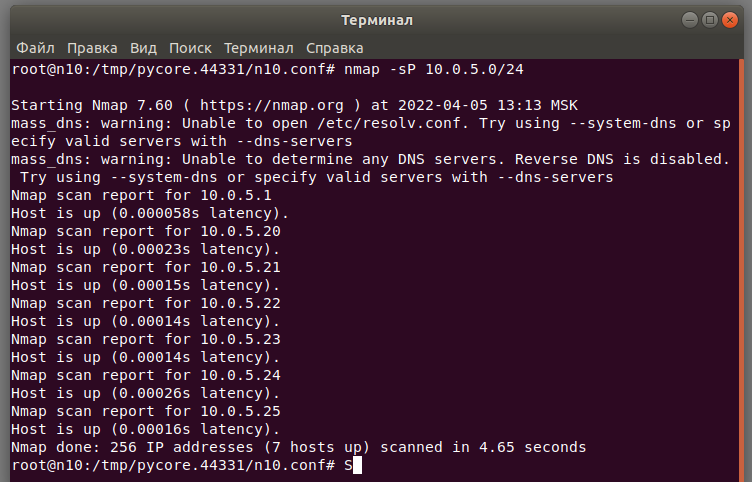 Терминал
Файл Правка Вид Поиск Терминал Справка
root@n10:/tmp/pycore.44331/n10.conf# nmap -sP 10.0.5.0/24
Starting Nmap 7.60 ( https://nmap.org ) at 2022-04-05 13:13 MSK
mass_dns: warning: Unable to open /etc/resolv.conf. Try using --system-dns or sp
ecify valid servers with --dns-servers
mass_dns: warning: Unable to determine any DNS servers. Reverse DNS is disabled.
 Try using --system-dns or specify valid servers with --dns-servers
Nmap scan report for 10.0.5.1
Host is up (0.000058s latency).
Nmap scan report for 10.0.5.20
Host is up (0.00023s latency).
Nmap scan report for 10.0.5.21
Host is up (0.00015s latency).
Nmap scan report for 10.0.5.22
Host is up (0.00014s latency).
Nmap scan report for 10.0.5.23
Host is up (0.00014s latency).
Nmap scan report for 10.0.5.24
Host is up (0.00026s latency).
Nmap scan report for 10.0.5.25
Host is up (0.00016s latency).
Nmap done: 256 IP addresses (7 hosts up) scanned in 4.65 seconds
root@n10:/tmp/pycore.44331/n10.conf# S